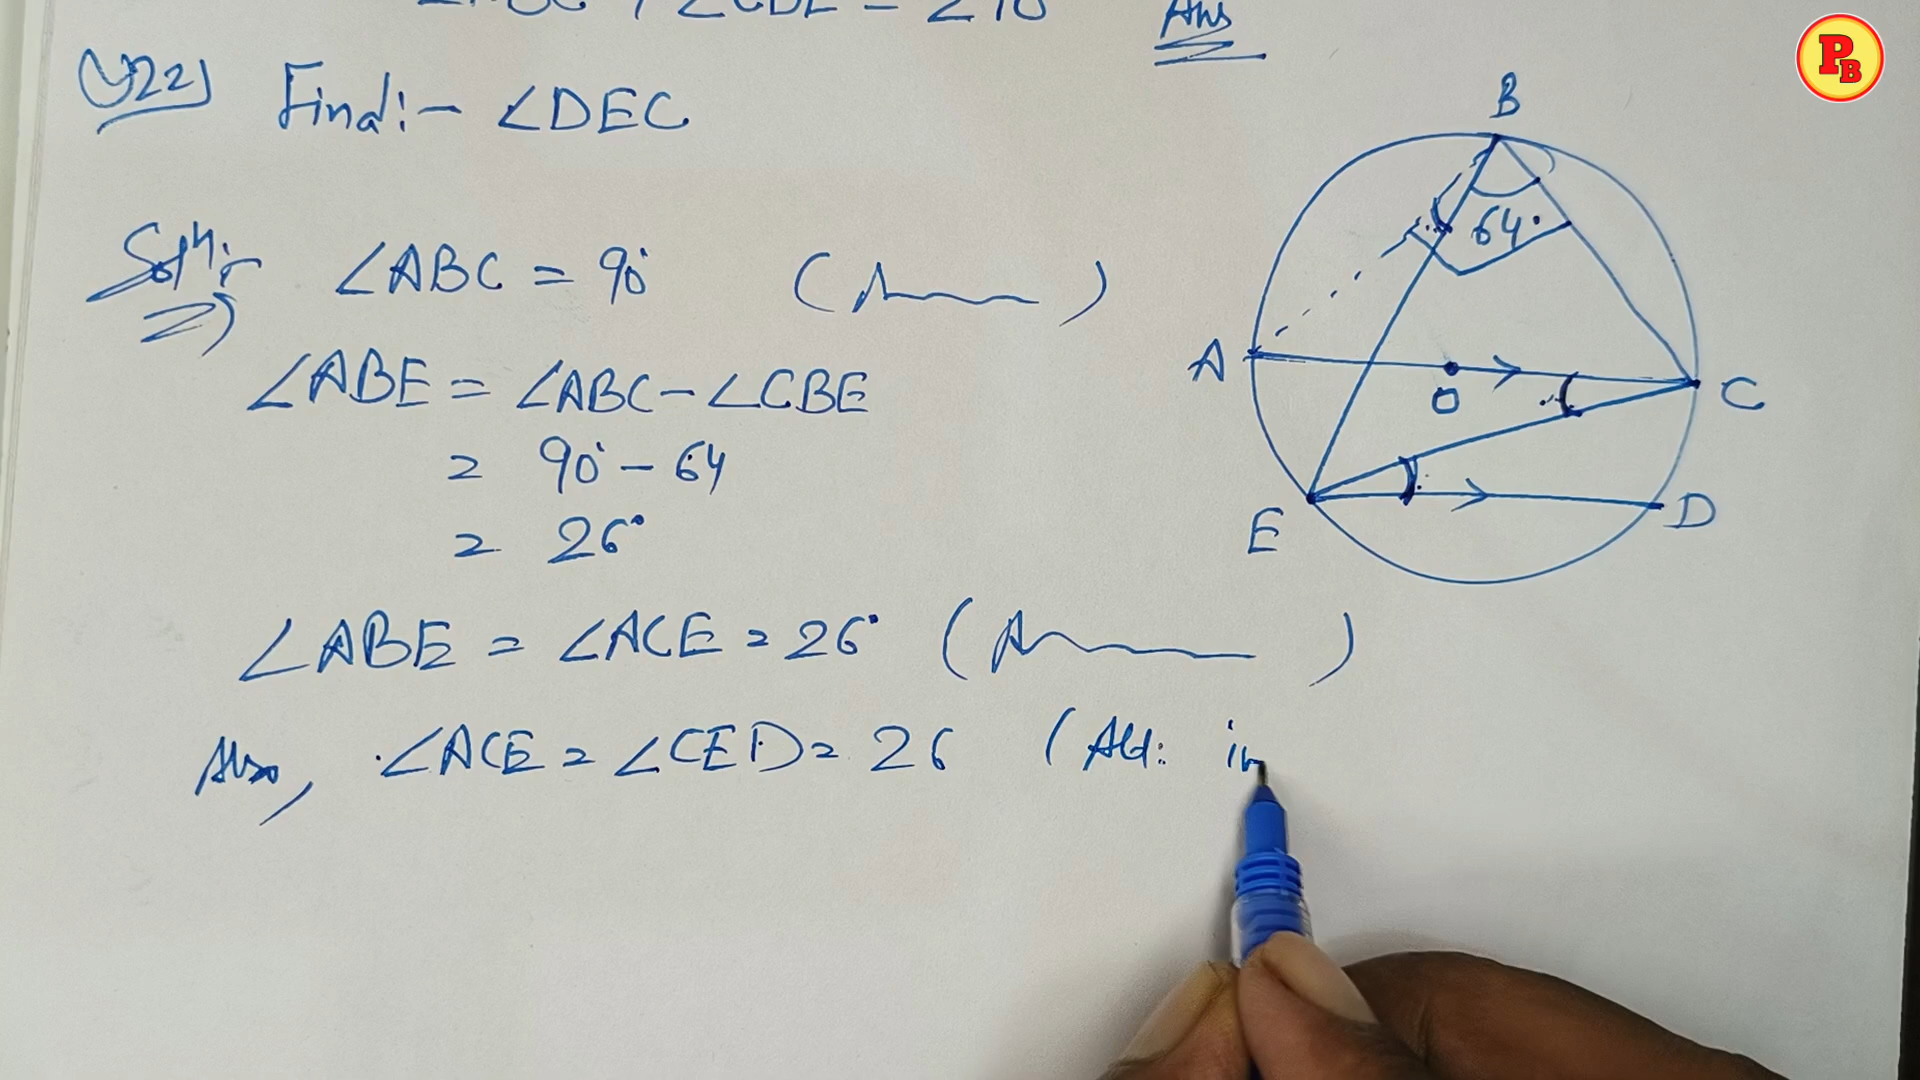 Ans
Q22) Find:- ∠DEC
Sol^n:- ∠ABC = 90° ( )
∠ABE = ∠ABC - ∠CBE
= 90° - 64
= 26°
∠ABE = ∠ACE = 26° ( )
Also, ∠ACE = ∠CED = 26 (Alt: in
B
64°
A
O
C
E
D
PB